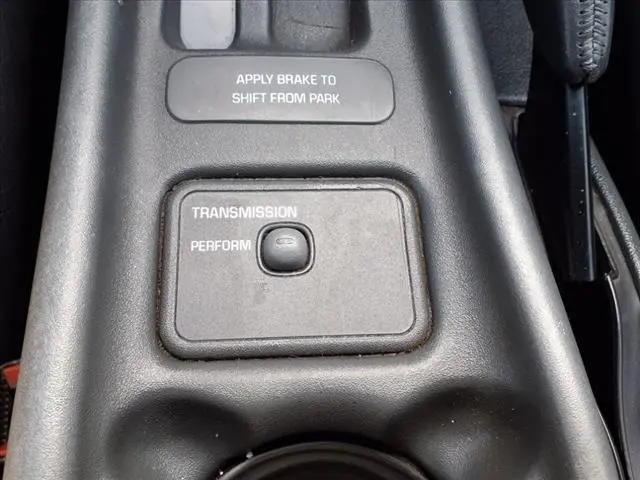 APPLY BRAKE TO
SHIFT FROM PARK
TRANSMISSION
PERFORM